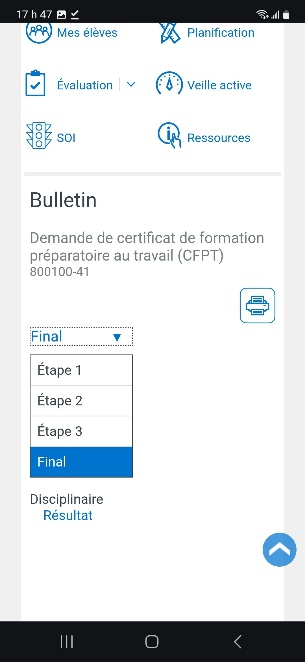 17 h 47
Mes élèves
Planification
Évaluation
Veille active
SOI
Ressources
Bulletin
Demande de certificat de formation
préparatoire au travail (CFPT)
800100-41
Final
Étape 1
Étape 2
Étape 3
Final
Disciplinaire
Résultat